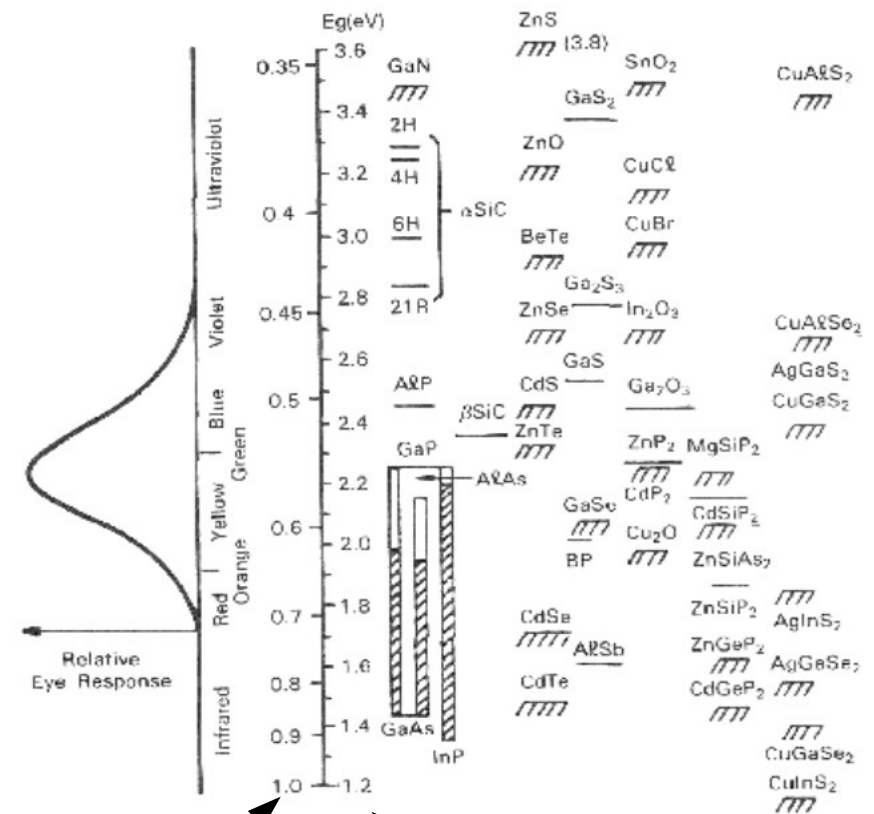 Eg(eV)
ZnS
3.6
(3.8)
0.35
GaN
SnO₂
CuAℓS₂
3.4
GaS₂
2H
ZnO
CuCℓ
3.2
4H
Ultraviolet
αSiC
0.4
6H
CuBr
3.0
BeTe
Ga₂S₃
2.8
21R
ZnSe
In₂O₃
0.45
Violet
CuAℓSe₂
2.6
GaS
AgGaS₂
AℓP
CdS
Ga₂O₃
CuGaS₂
0.5
Blue
βSiC
2.4
ZnTe
Green
GaP
ZnP₂
MgSiP₂
2.2
AℓAs
CdP₂
GaSe
CdSiP₂
Yellow
0.6
Cu₂O
2.0
BP
ZnSiAs₂
Orange
Red
1.8
0.7
CdSe
ZnSiP₂
AgInS₂
Relative
Eye Response
AℓSb
ZnGeP₂
1.6
AgGaSe₂
0.8
CdTe
CdGeP₂
Infrared
1.4
GaAs
0.9
InP
CuGaSe₂
1.0
1.2
CuInS₂